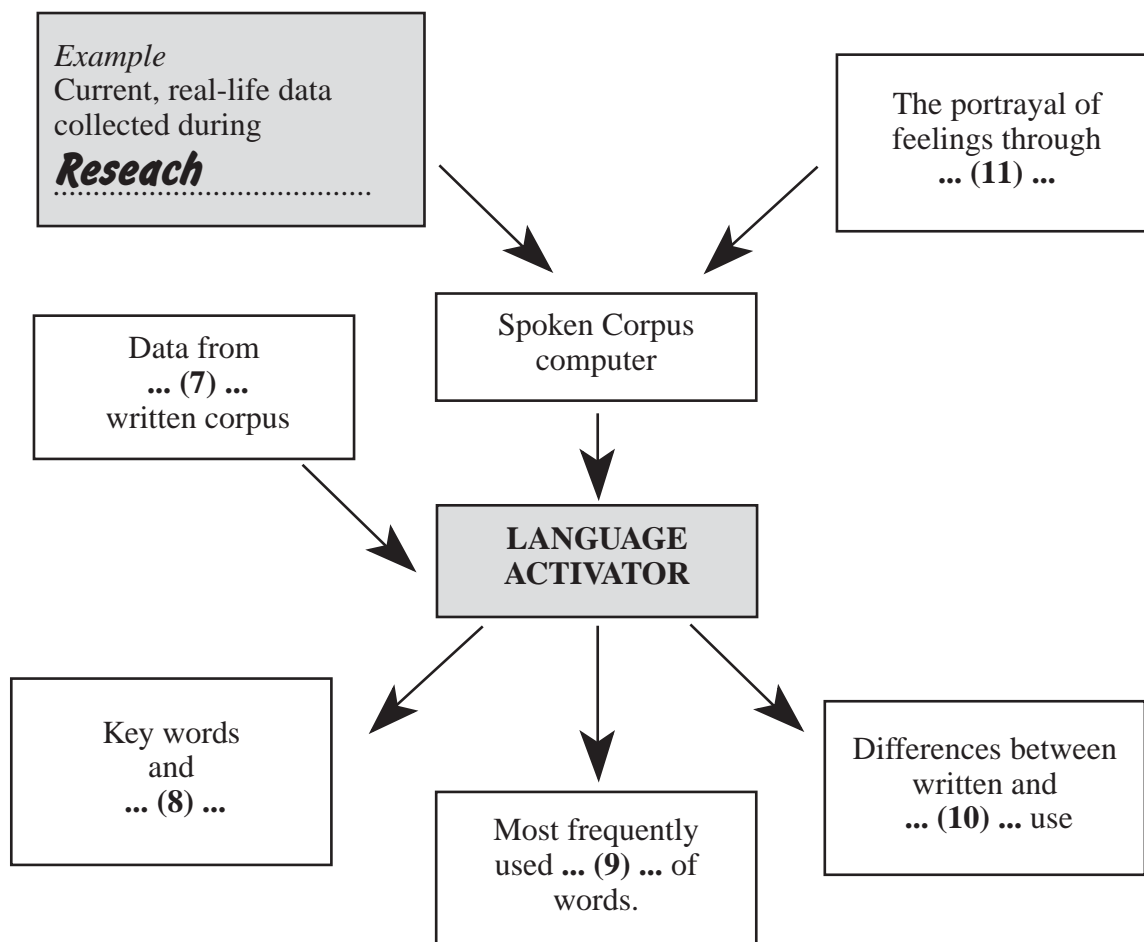 Example
Current, real-life data
collected during
Reseach
The portrayal of
feelings through
... (11) ...
Spoken Corpus
computer
Data from
... (7) ...
written corpus
LANGUAGE
ACTIVATOR
Key words
and
... (8) ...
Most frequently
used ... (9) ... of
words.
Differences between
written and
... (10) ... use